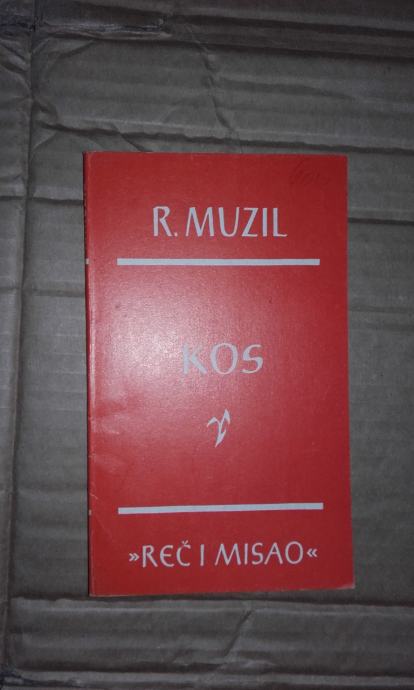 R. MUZIL
KOS
»REČ I MISAO«